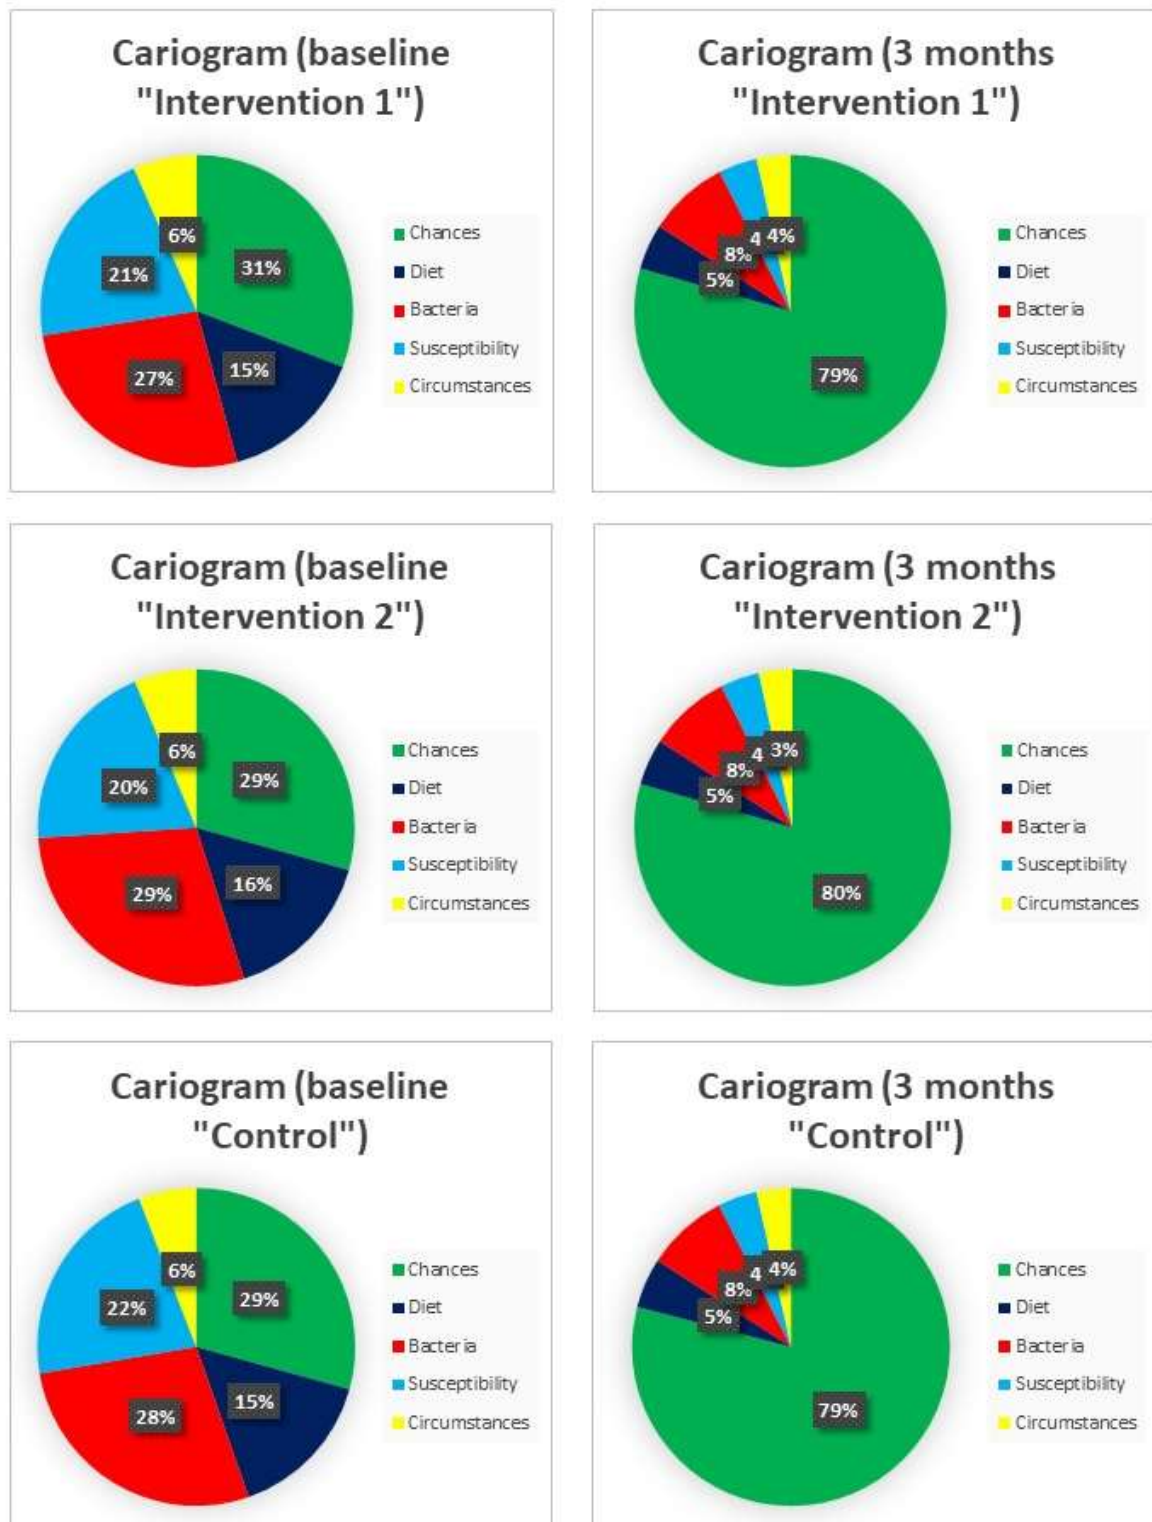 Cariogram (baseline
"Intervention 1")
6%
31%
21%
15%
27%
Chances
Diet
Bacteria
Susceptibility
Circumstances
Cariogram (3 months
"Intervention 1")
4%
4
8%
5%
79%
Chances
Diet
Bacteria
Susceptibility
Circumstances
Cariogram (baseline
"Intervention 2")
6%
29%
20%
16%
29%
Chances
Diet
Bacteria
Susceptibility
Circumstances
Cariogram (3 months
"Intervention 2")
3%
4
8%
5%
80%
Chances
Diet
Bacteria
Susceptibility
Circumstances
Cariogram (baseline
"Control")
6%
29%
22%
15%
28%
Chances
Diet
Bacteria
Susceptibility
Circumstances
Cariogram (3 months
"Control")
4%
4
8%
5%
79%
Chances
Diet
Bacteria
Susceptibility
Circumstances